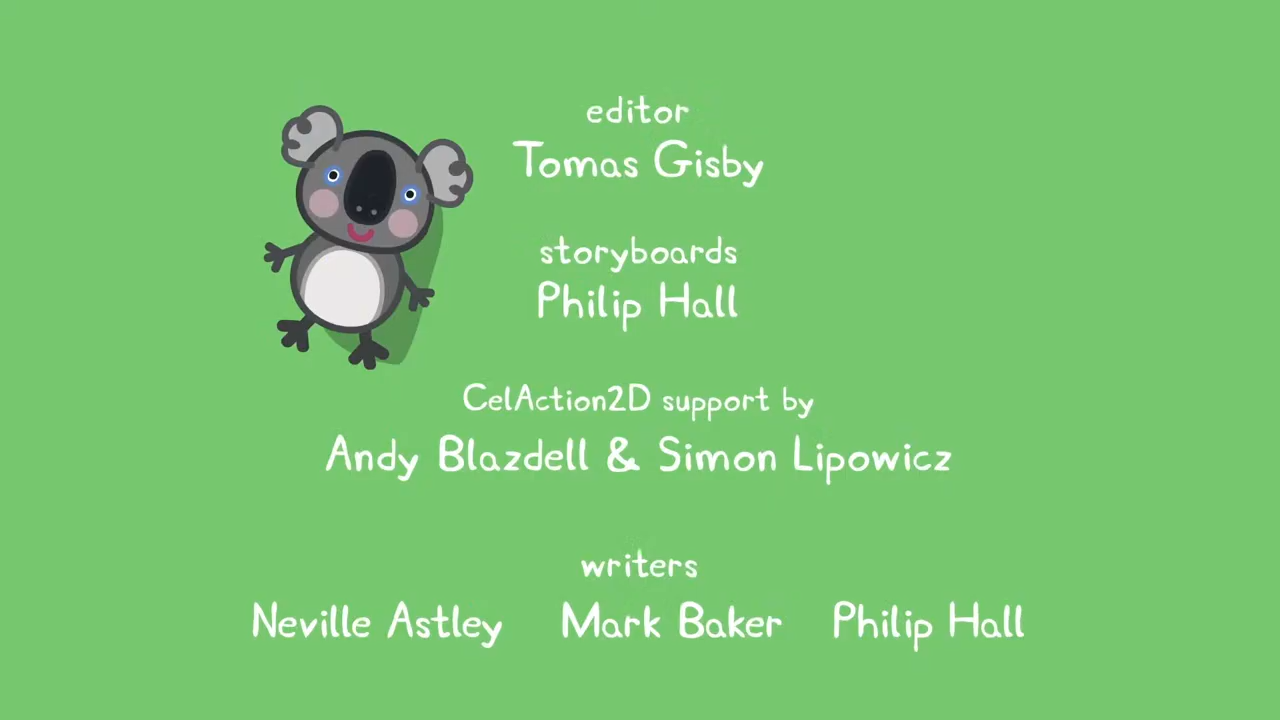 editor
Tomas Gisby
storyboards
Philip Hall
CelAction2D support by
Andy Blazdell & Simon Lipowicz
writers
Neville Astley Mark Baker Philip Hall